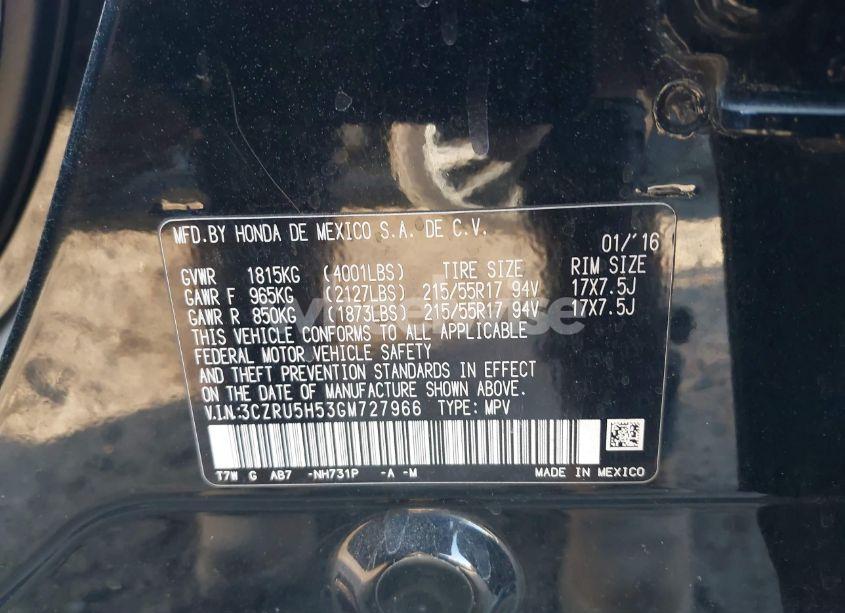 MFD.BY HONDA DE MEXICO S.A. DE C.V.
01/'16
GVWR 1815KG (4001LBS) TIRE SIZE RIM SIZE
GAWR F 965KG (2127LBS) 215/55R17 94V 17X7.5J
GAWR R 850KG (1873LBS) 215/55R17 94V 17X7.5J
THIS VEHICLE CONFORMS TO ALL APPLICABLE
FEDERAL MOTOR VEHICLE SAFETY
AND THEFT PREVENTION STANDARDS IN EFFECT
ON THE DATE OF MANUFACTURE SHOWN ABOVE.
V.I.N:3CZRU5H53GM727966 TYPE: MPV
T7W G AB7 -NH731P -A -M MADE IN MEXICO